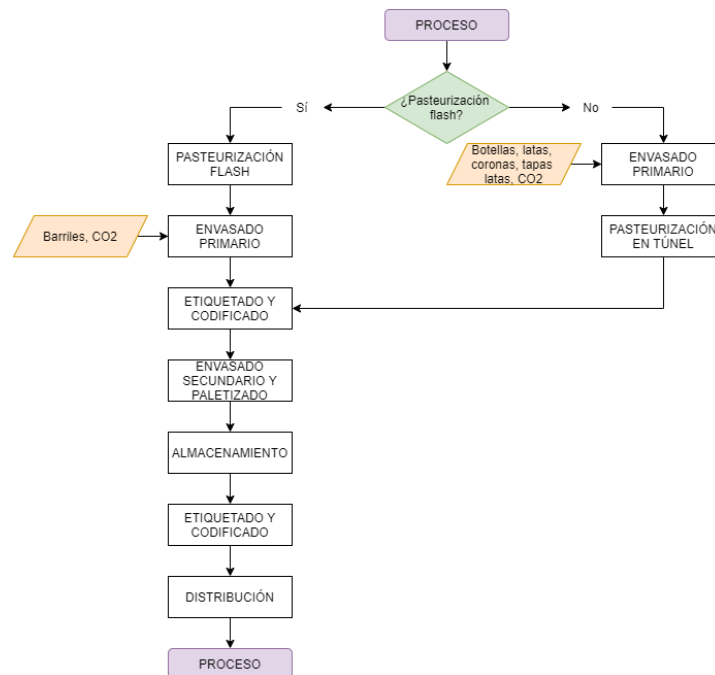 PROCESO
¿Pasteurización
flash?
Sí
No
PASTEURIZACIÓN
FLASH
Botellas, latas,
coronas, tapas
latas, CO2
ENVASADO
PRIMARIO
Barriles, CO2
ENVASADO
PRIMARIO
PASTEURIZACIÓN
EN TÚNEL
ETIQUETADO Y
CODIFICADO
ENVASADO
SECUNDARIO Y
PALETIZADO
ALMACENAMIENTO
ETIQUETADO Y
CODIFICADO
DISTRIBUCIÓN
PROCESO